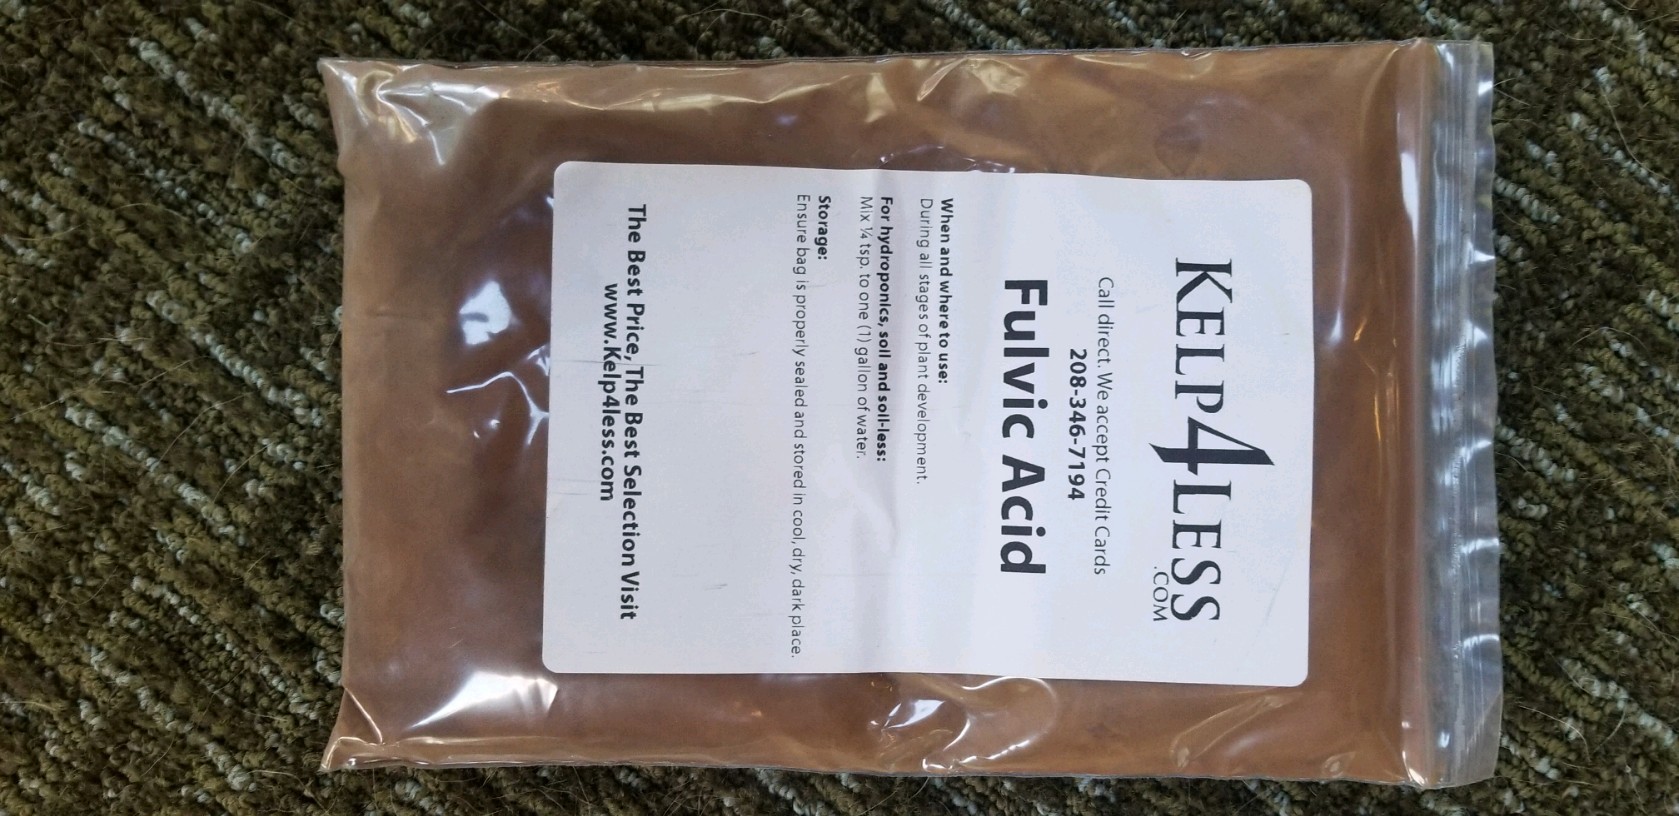 KELP4LESS
.COM
Call direct. We accept Credit Cards
208-346-7194
Fulvic Acid
When and where to use:
During all stages of plant development.
For hydroponics, soil and soil-less:
Mix ¼ tsp. to one (1) gallon of water.
Storage:
Ensure bag is properly sealed and stored in cool, dry, dark place.
The Best Price, The Best Selection Visit
www.Kelp4less.com